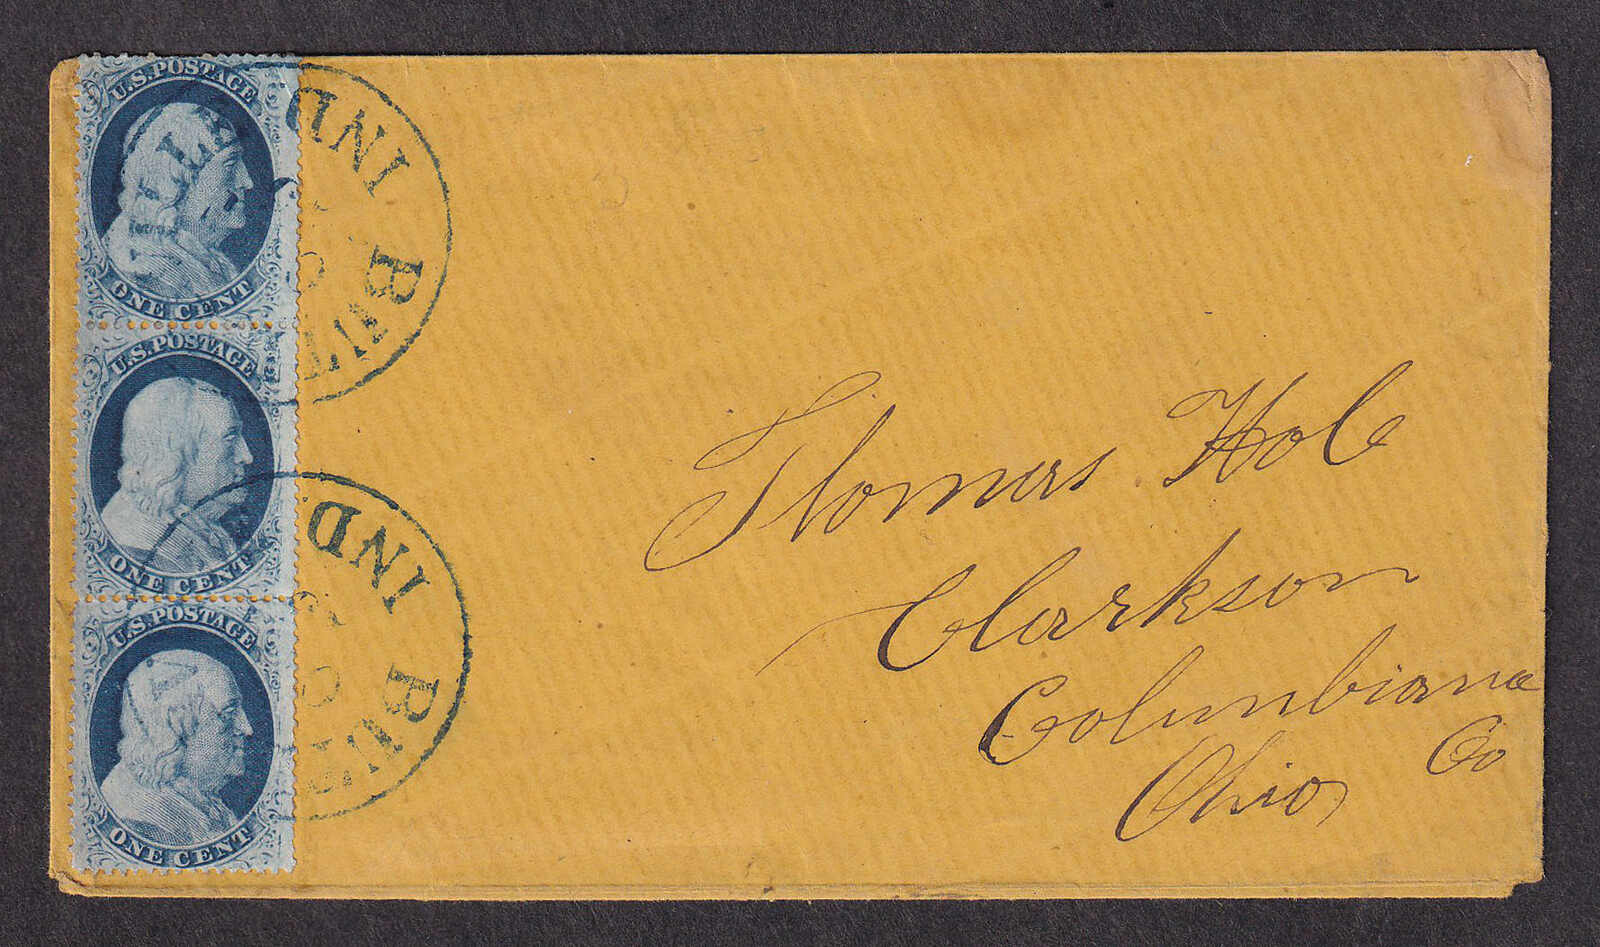 U.S. POSTAGE
ONE CENT
U.S. POSTAGE
ONE CENT
U.S. POSTAGE
ONE CENT
IND
IND
Thomas Hole
Clarkson
Columbiana
Co
Ohio